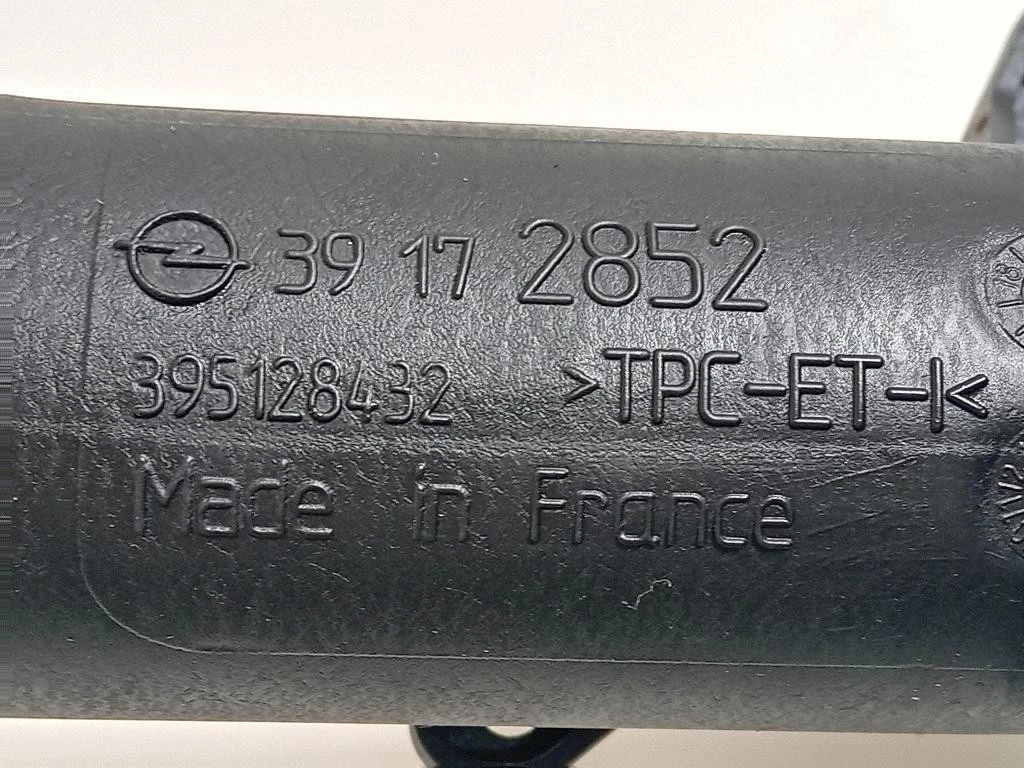 39 17 2852
395128432 >TPC-ET-I<
Made in France